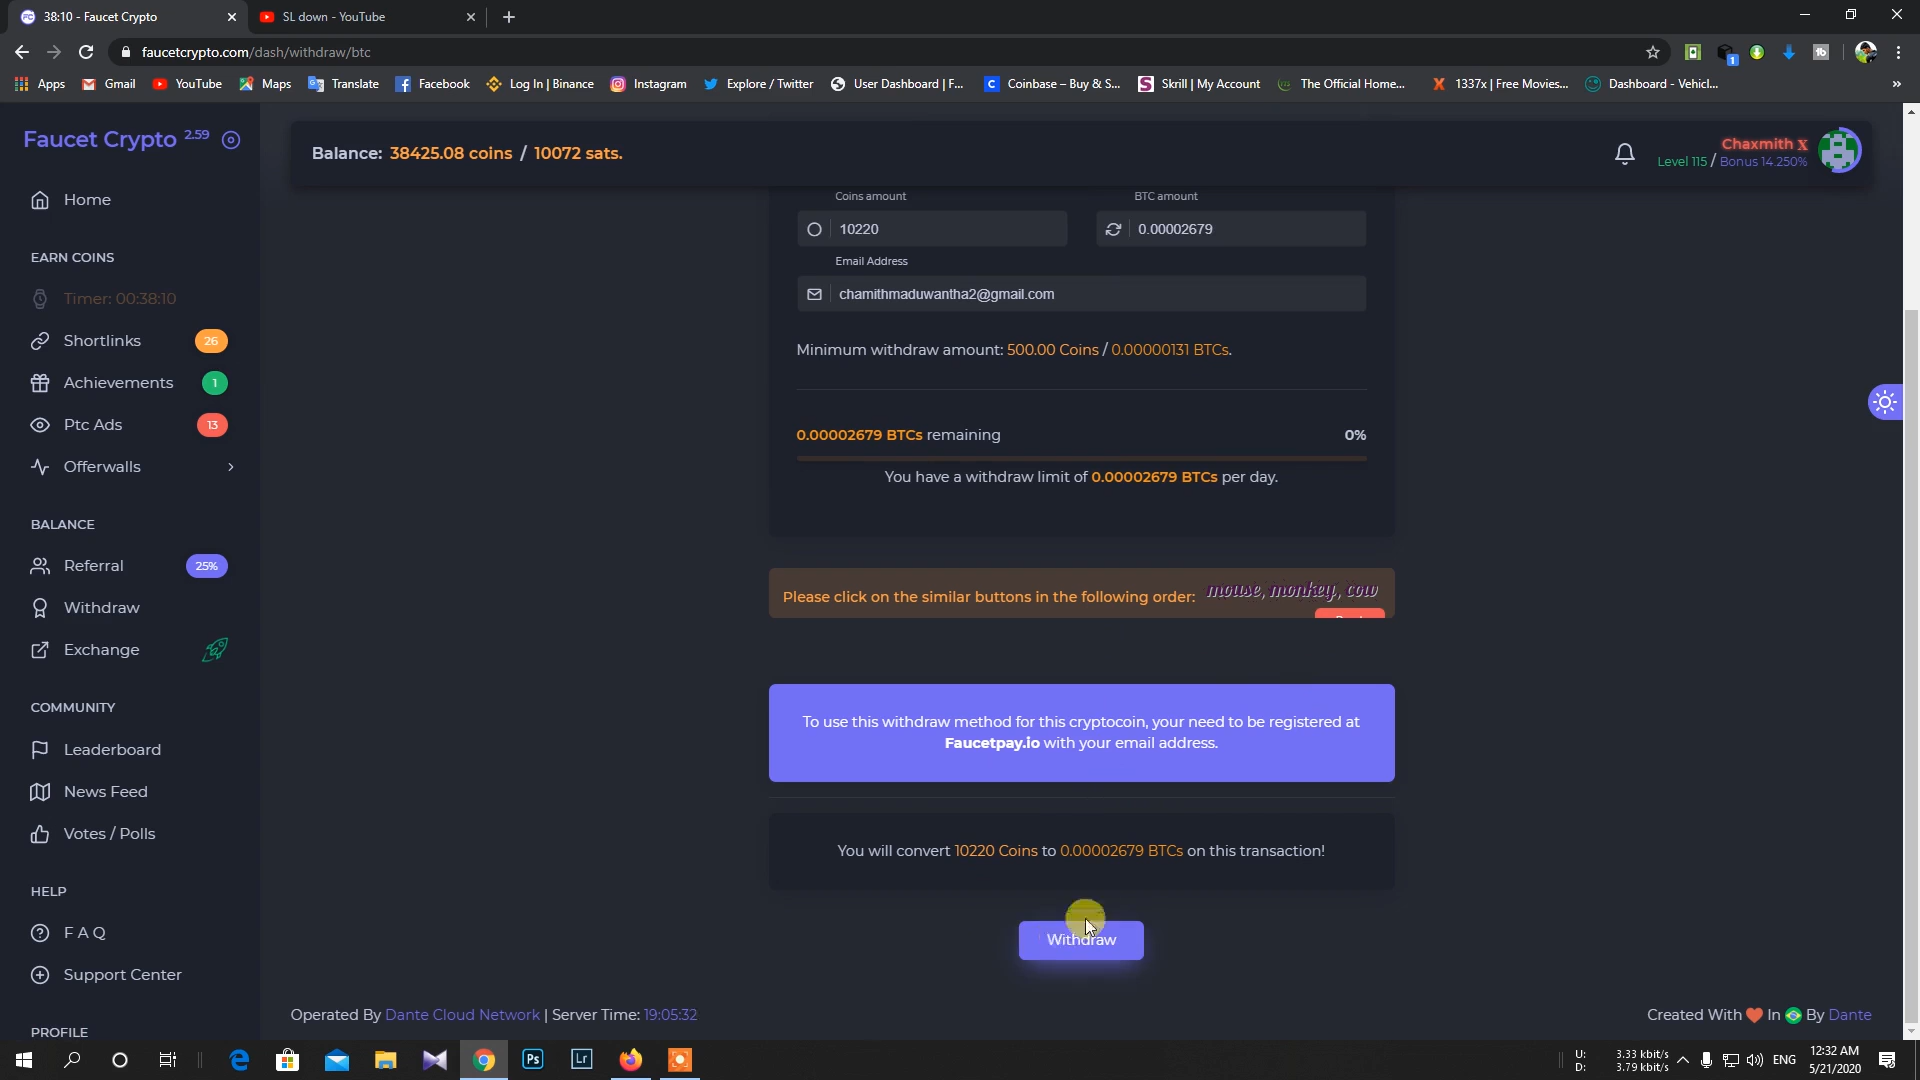 38:10 - Faucet Crypto
SL down - YouTube
faucetcrypto.com/dash/withdraw/btc
Apps
Gmail
YouTube
Maps
Translate
Facebook
Log In | Binance
Instagram
Explore / Twitter
User Dashboard | F...
Coinbase – Buy & S...
Skrill | My Account
The Official Home...
1337x | Free Movies...
Dashboard - Vehicl...
»
Faucet Crypto 2.59
Balance: 38425.08 coins / 10072 sats.
Chaxmith X
Level 115 / Bonus 14.250%
Home
EARN COINS
Timer: 00:38:10
Shortlinks 26
Achievements 1
Ptc Ads 13
Offerwalls
BALANCE
Referral 25%
Withdraw
Exchange
COMMUNITY
Leaderboard
News Feed
Votes / Polls
HELP
F A Q
Support Center
PROFILE
Coins amount
BTC amount
10220
0.00002679
Email Address
chamithmaduwantha2@gmail.com
Minimum withdraw amount: 500.00 Coins / 0.00000131 BTCs.
0.00002679 BTCs remaining 0%
You have a withdraw limit of 0.00002679 BTCs per day.
Please click on the similar buttons in the following order: mouse, monkey, cow
To use this withdraw method for this cryptocoin, your need to be registered at
Faucetpay.io with your email address.
You will convert 10220 Coins to 0.00002679 BTCs on this transaction!
Withdraw
Operated By Dante Cloud Network | Server Time: 19:05:32
Created With In By Dante
Ps
Lr
U: 3.33 kbit/s
D: 3.79 kbit/s
ENG
12:32 AM
5/21/2020